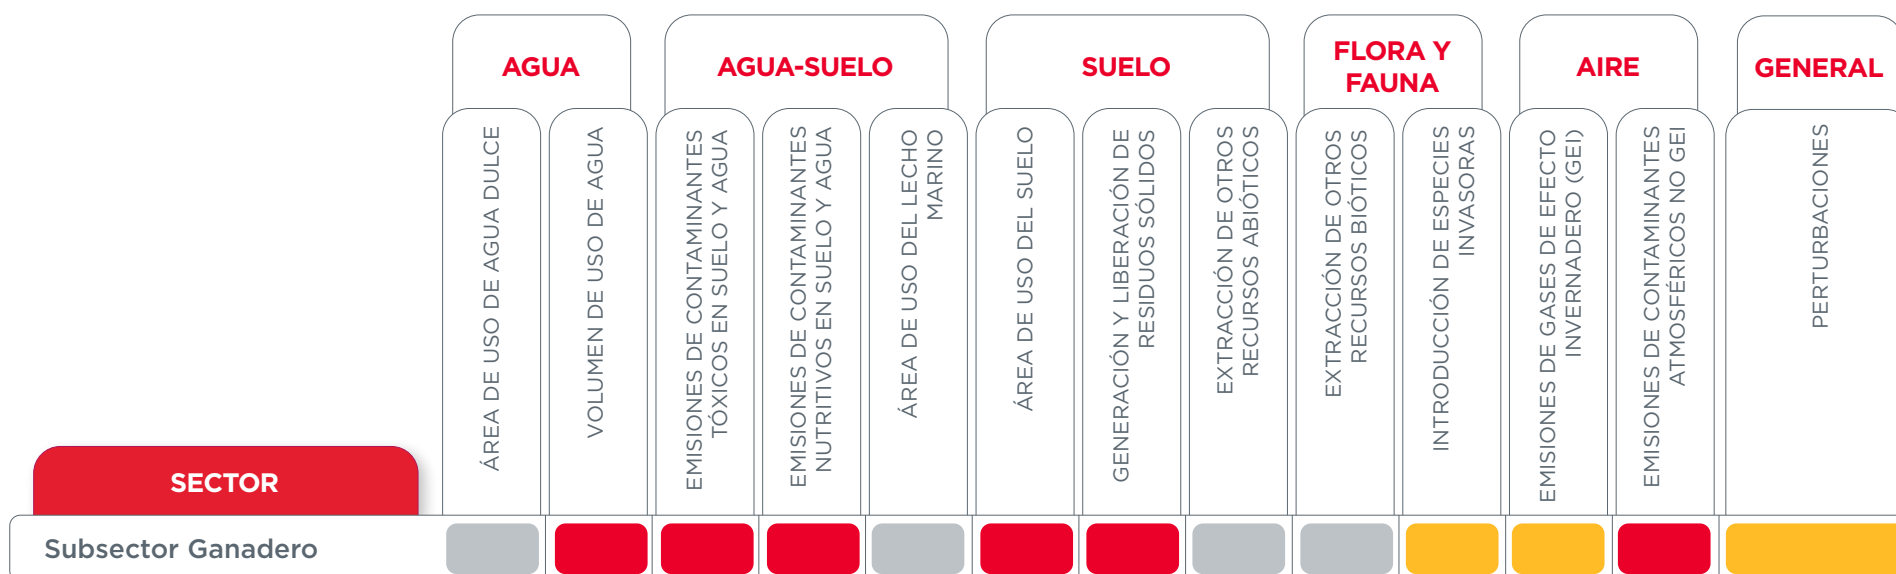 AGUA
AGUA-SUELO
SUELO
FLORA Y
FAUNA
AIRE
GENERAL
ÁREA DE USO DE AGUA DULCE
VOLUMEN DE USO DE AGUA
EMISIONES DE CONTAMINANTES
TÓXICOS EN SUELO Y AGUA
EMISIONES DE CONTAMINANTES
NUTRITIVOS EN SUELO Y AGUA
ÁREA DE USO DEL LECHO
MARINO
ÁREA DE USO DEL SUELO
GENERACIÓN Y LIBERACIÓN DE
RESIDUOS SÓLIDOS
EXTRACCIÓN DE OTROS
RECURSOS ABIÓTICOS
EXTRACCIÓN DE OTROS
RECURSOS BIÓTICOS
INTRODUCCIÓN DE ESPECIES
INVASORAS
EMISIONES DE GASES DE EFECTO
INVERNADERO (GEI)
EMISIONES DE CONTAMINANTES
ATMOSFÉRICOS NO GEI
PERTURBACIONES
SECTOR
Subsector Ganadero